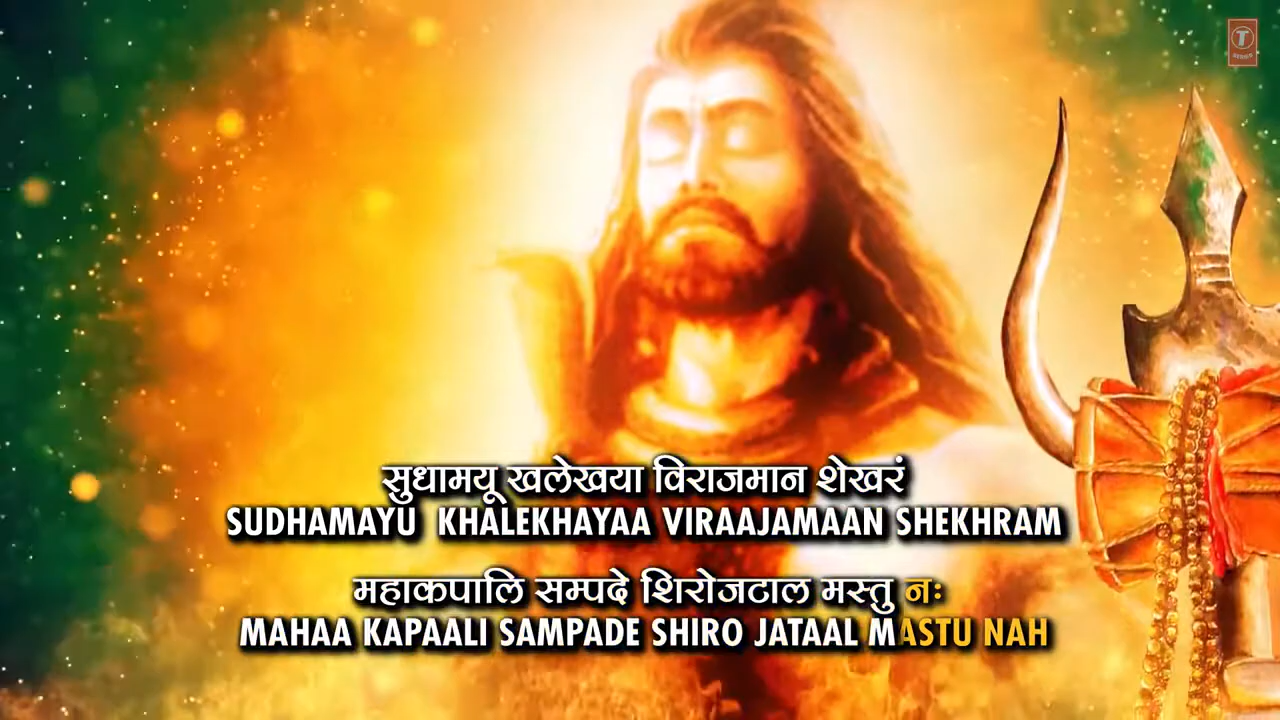 T
SERIES
सुधामयू खलेखया विराजमान शेखरं
SUDHAMAYU KHALEKHAYAA VIRAAJAMAAN SHEKHRAM
महाकपालि सम्पदे शिरोजटाल मस्तु नः
MAHAA KAPAALI SAMPADE SHIRO JATAAL MASTU NAH